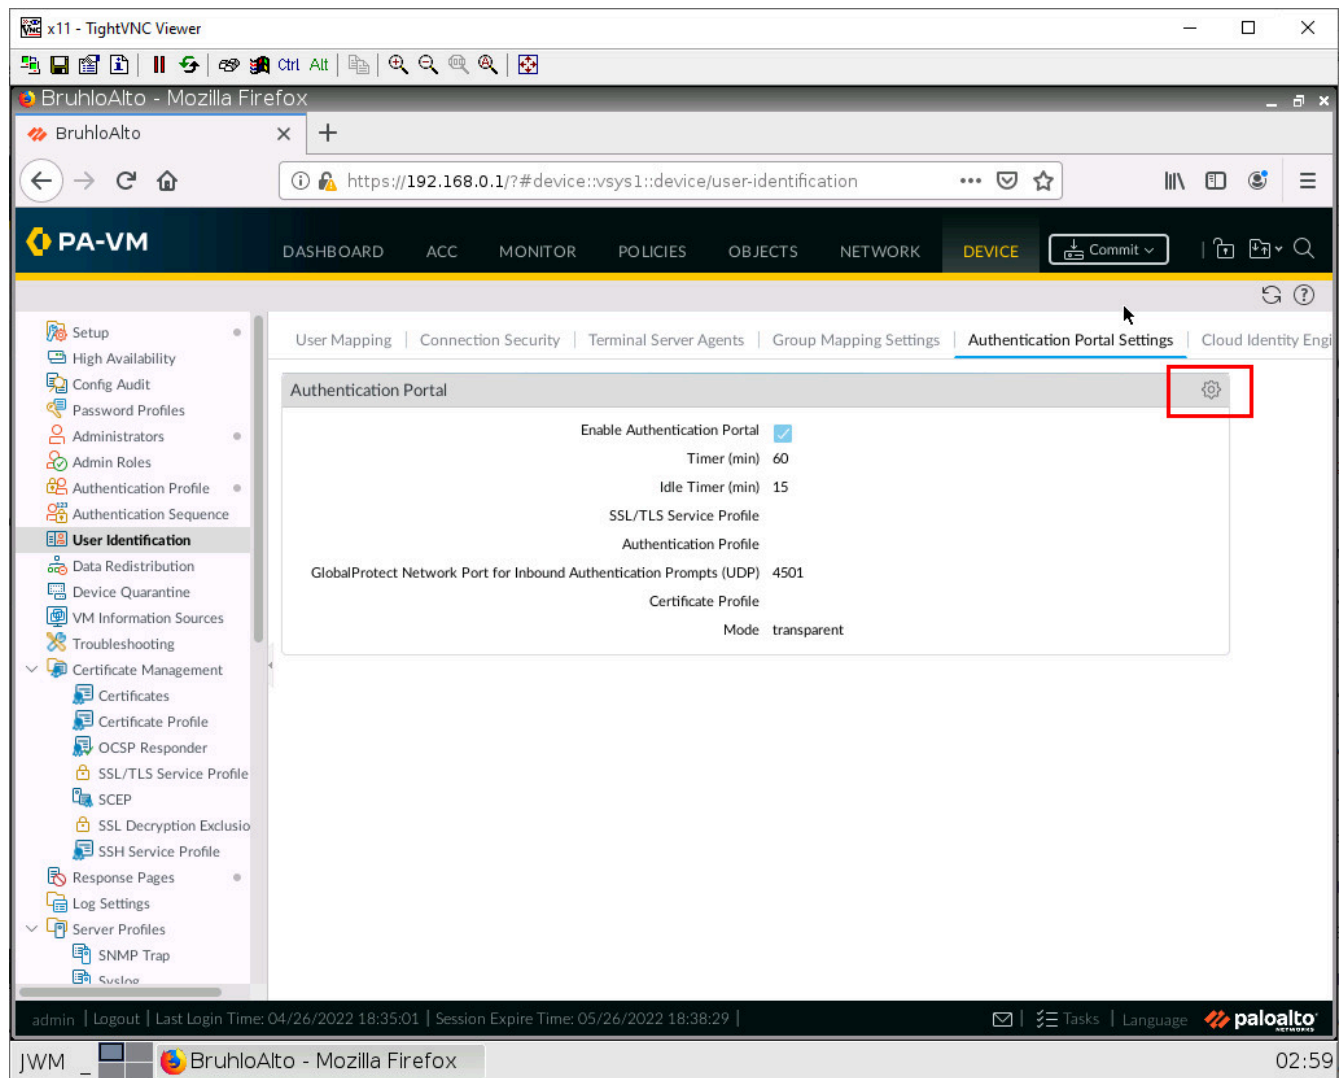 x11 - TightVNC Viewer
Ctrl Alt
BruhloAlto - Mozilla Firefox
BruhloAlto
https://192.168.0.1/?#device::vsys1::device/user-identification
PA-VM
DASHBOARD ACC MONITOR POLICIES OBJECTS NETWORK DEVICE Commit
Setup
High Availability
Config Audit
Password Profiles
Administrators
Admin Roles
Authentication Profile
Authentication Sequence
User Identification
Data Redistribution
Device Quarantine
VM Information Sources
Troubleshooting
Certificate Management
Certificates
Certificate Profile
OCSP Responder
SSL/TLS Service Profile
SCEP
SSL Decryption Exclusio
SSH Service Profile
Response Pages
Log Settings
Server Profiles
SNMP Trap
Syslog
User Mapping | Connection Security | Terminal Server Agents | Group Mapping Settings | Authentication Portal Settings | Cloud Identity Engi
Authentication Portal
Enable Authentication Portal
Timer (min) 60
Idle Timer (min) 15
SSL/TLS Service Profile
Authentication Profile
GlobalProtect Network Port for Inbound Authentication Prompts (UDP) 4501
Certificate Profile
Mode transparent
admin | Logout | Last Login Time: 04/26/2022 18:35:01 | Session Expire Time: 05/26/2022 18:38:29 | Tasks | Language paloalto NETWORKS
JWM _ BruhloAlto - Mozilla Firefox 02:59